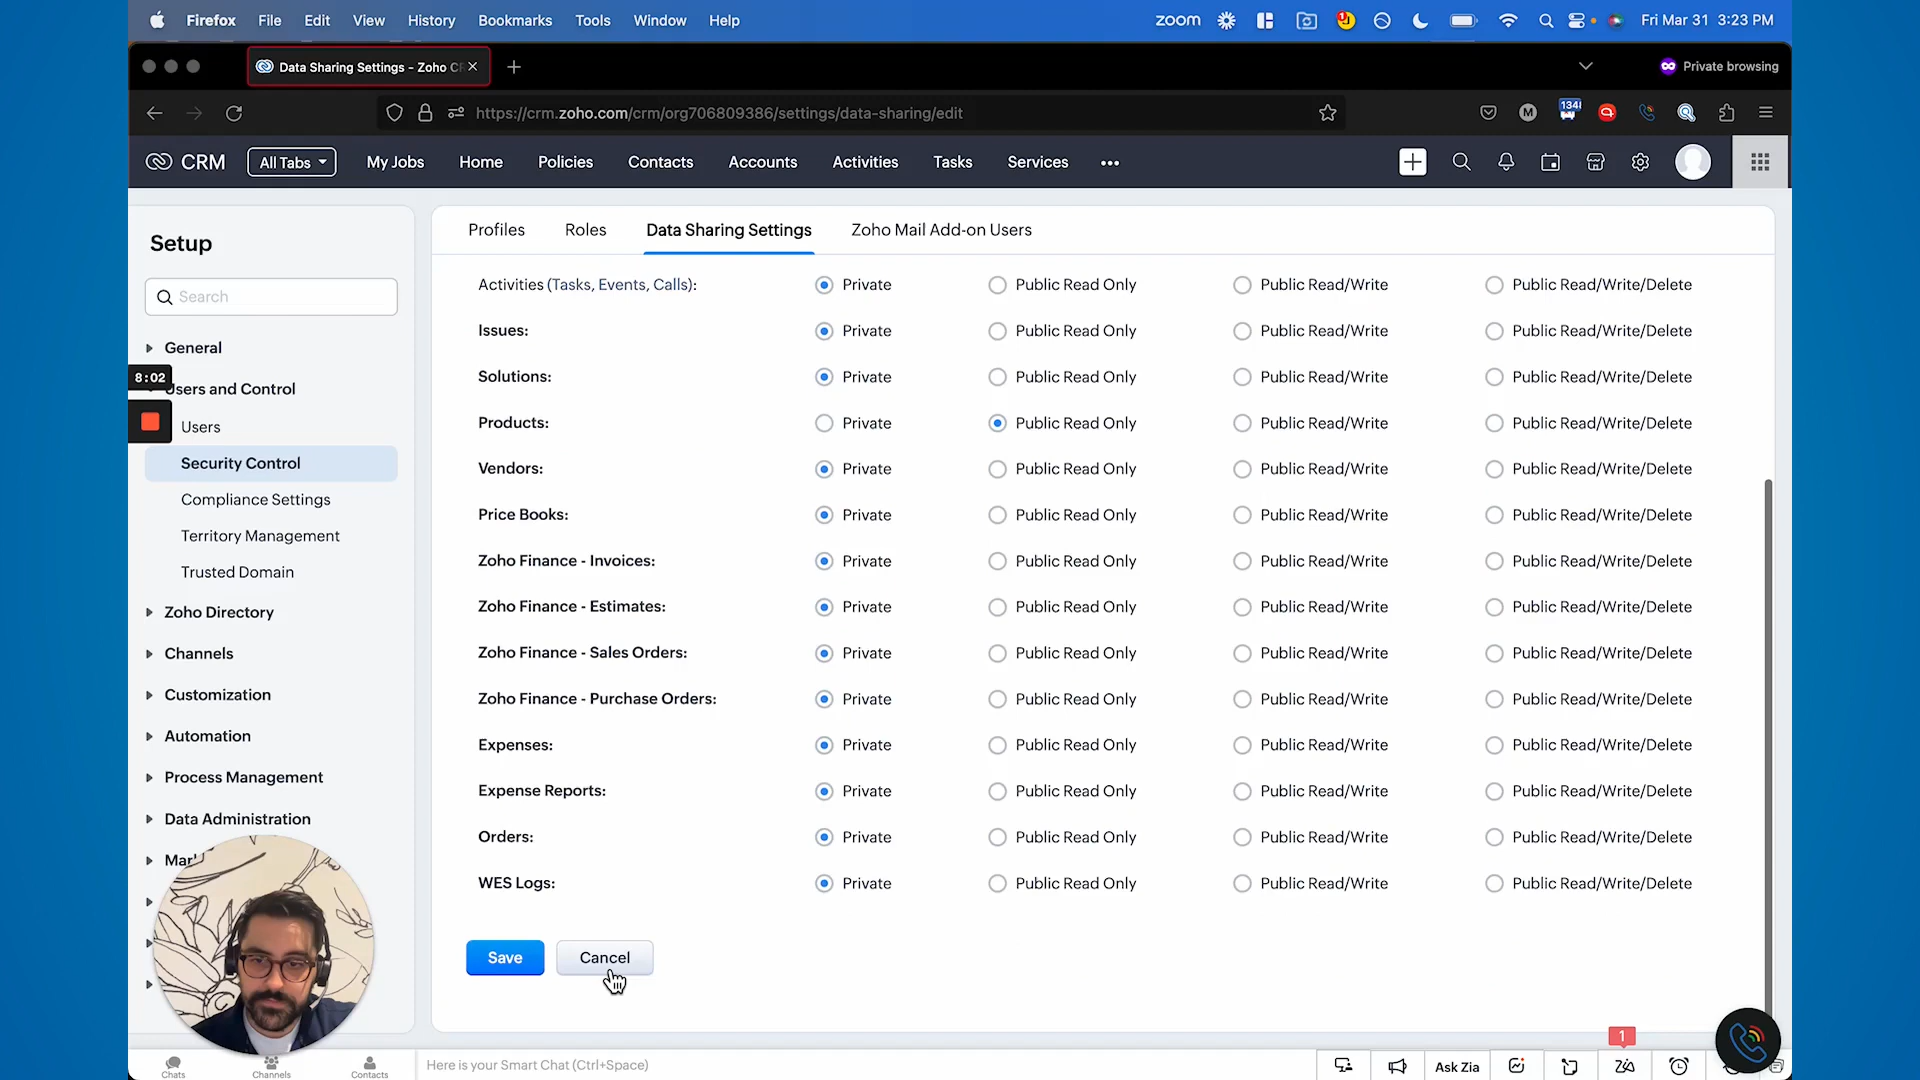 Firefox File Edit View History Bookmarks Tools Window Help zoom 1 Fri Mar 31 3:23 PM
Data Sharing Settings - Zoho C Private browsing
https://crm.zoho.com/crm/org706809386/settings/data-sharing/edit M 134
CRM All Tabs My Jobs Home Policies Contacts Accounts Activities Tasks Services
Setup
Search
General
8:02
Users and Control
Users
Security Control
Compliance Settings
Territory Management
Trusted Domain
Zoho Directory
Channels
Customization
Automation
Process Management
Data Administration
Mar
Profiles Roles Data Sharing Settings Zoho Mail Add-on Users
Activities (Tasks, Events, Calls): Private Public Read Only Public Read/Write Public Read/Write/Delete
Issues: Private Public Read Only Public Read/Write Public Read/Write/Delete
Solutions: Private Public Read Only Public Read/Write Public Read/Write/Delete
Products: Private Public Read Only Public Read/Write Public Read/Write/Delete
Vendors: Private Public Read Only Public Read/Write Public Read/Write/Delete
Price Books: Private Public Read Only Public Read/Write Public Read/Write/Delete
Zoho Finance - Invoices: Private Public Read Only Public Read/Write Public Read/Write/Delete
Zoho Finance - Estimates: Private Public Read Only Public Read/Write Public Read/Write/Delete
Zoho Finance - Sales Orders: Private Public Read Only Public Read/Write Public Read/Write/Delete
Zoho Finance - Purchase Orders: Private Public Read Only Public Read/Write Public Read/Write/Delete
Expenses: Private Public Read Only Public Read/Write Public Read/Write/Delete
Expense Reports: Private Public Read Only Public Read/Write Public Read/Write/Delete
Orders: Private Public Read Only Public Read/Write Public Read/Write/Delete
WES Logs: Private Public Read Only Public Read/Write Public Read/Write/Delete
Save Cancel
1
Chats Channels Contacts Here is your Smart Chat (Ctrl+Space) Ask Zia